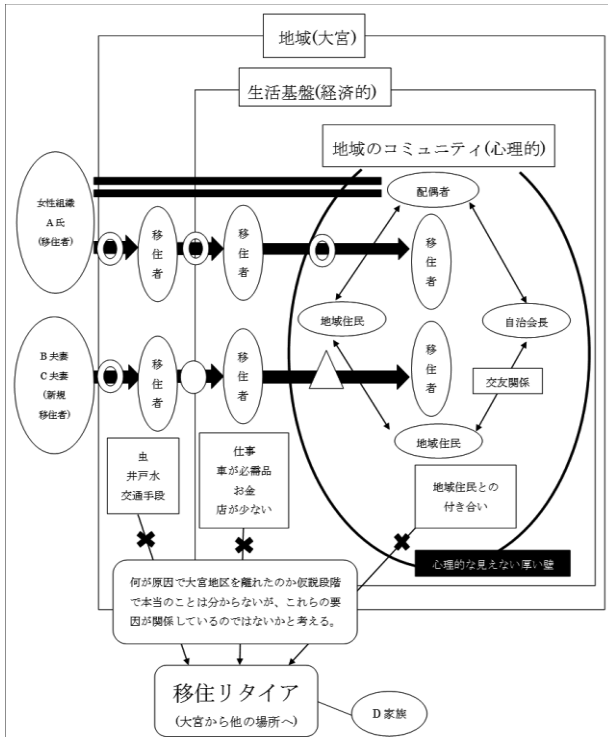 地域(大宮)
生活基盤(経済的)
地域のコミュニティ(心理的)
女性組織
A氏
(移住者)
配偶者
移住者
移住者
移住者
地域住民
自治会長
B夫妻
C夫妻
(新規
移住者)
移住者
移住者
移住者
交友関係
地域住民
虫
井戸水
交通手段
仕事
車が必需品
お金
店が少ない
地域住民との
付き合い
心理的な見えない厚い壁
何が原因で大宮地区を離れたのか仮説段階
で本当のことは分からないが、これらの要
因が関係しているのではないかと考える。
移住リタイア
(大宮から他の場所へ)
D家族